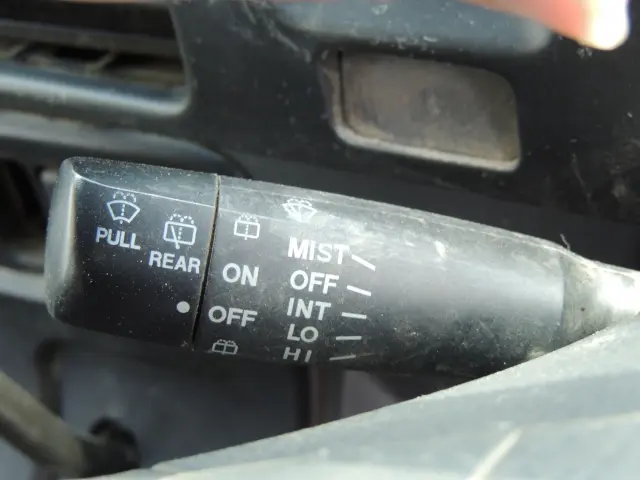 PULL
REAR
ON
OFF
MIST
OFF
INT
LO
HI